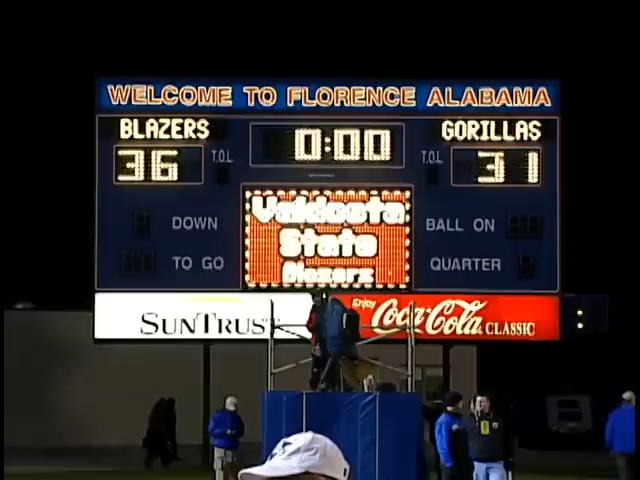 WELCOME TO FLORENCE ALABAMA
BLAZERS 0:00 GORILLAS
36 T.O.L T.O.L 31
Valdosta
State
Blazers
DOWN BALL ON
TO GO QUARTER
SUNTRUST Enjoy Coca-Cola CLASSIC